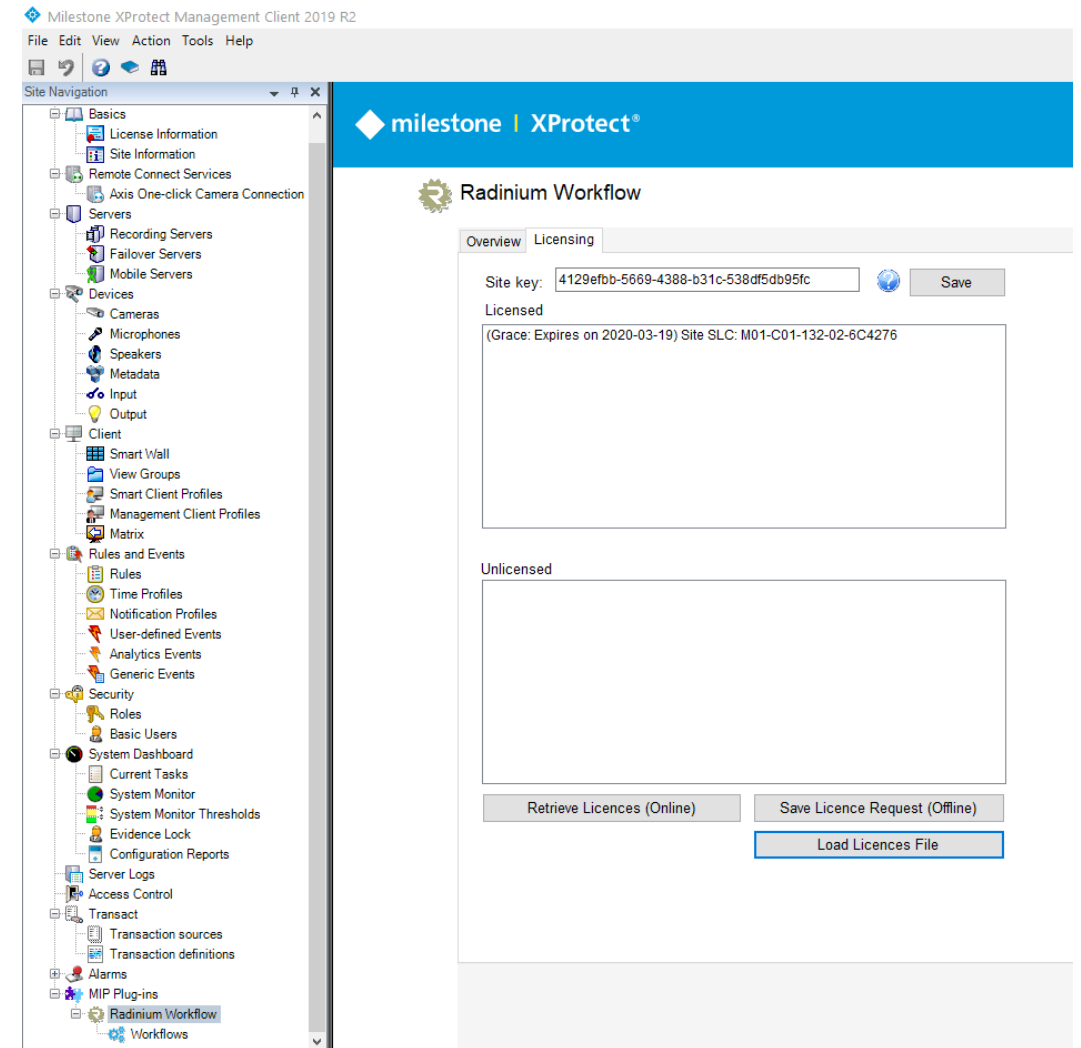 Milestone XProtect Management Client 2019 R2
File Edit View Action Tools Help
Site Navigation
Basics
License Information
Site Information
Remote Connect Services
Axis One-click Camera Connection
Servers
Recording Servers
Failover Servers
Mobile Servers
Devices
Cameras
Microphones
Speakers
Metadata
Input
Output
Client
Smart Wall
View Groups
Smart Client Profiles
Management Client Profiles
Matrix
Rules and Events
Rules
Time Profiles
Notification Profiles
User-defined Events
Analytics Events
Generic Events
Security
Roles
Basic Users
System Dashboard
Current Tasks
System Monitor
System Monitor Thresholds
Evidence Lock
Configuration Reports
Server Logs
Access Control
Transact
Transaction sources
Transaction definitions
Alarms
MIP Plug-ins
Radinium Workflow
Workflows
milestone | XProtect®
Radinium Workflow
Overview Licensing
Site key: 4129efbb-5669-4388-b31c-538df5db95fc Save
Licensed
(Grace: Expires on 2020-03-19) Site SLC: M01-C01-132-02-6C4276
Unlicensed
Retrieve Licences (Online) Save Licence Request (Offline)
Load Licences File